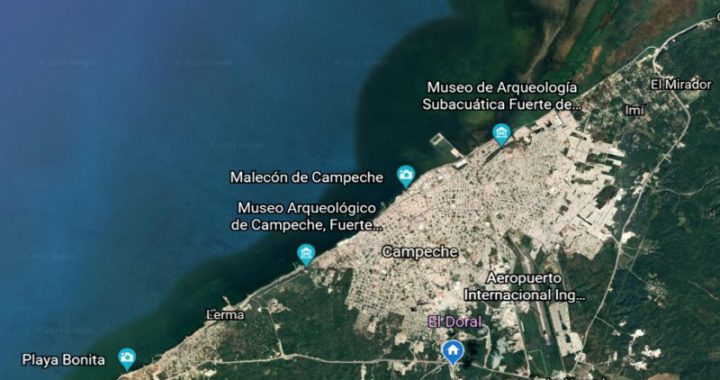 El Mirador
Museo de Arqueología
Subacuática Fuerte de...
Imí
Malecón de Campeche
Museo Arqueológico
de Campeche, Fuerte...
Campeche
Aeropuerto
Internacional Ing...
Lerma
El Doral
Playa Bonita